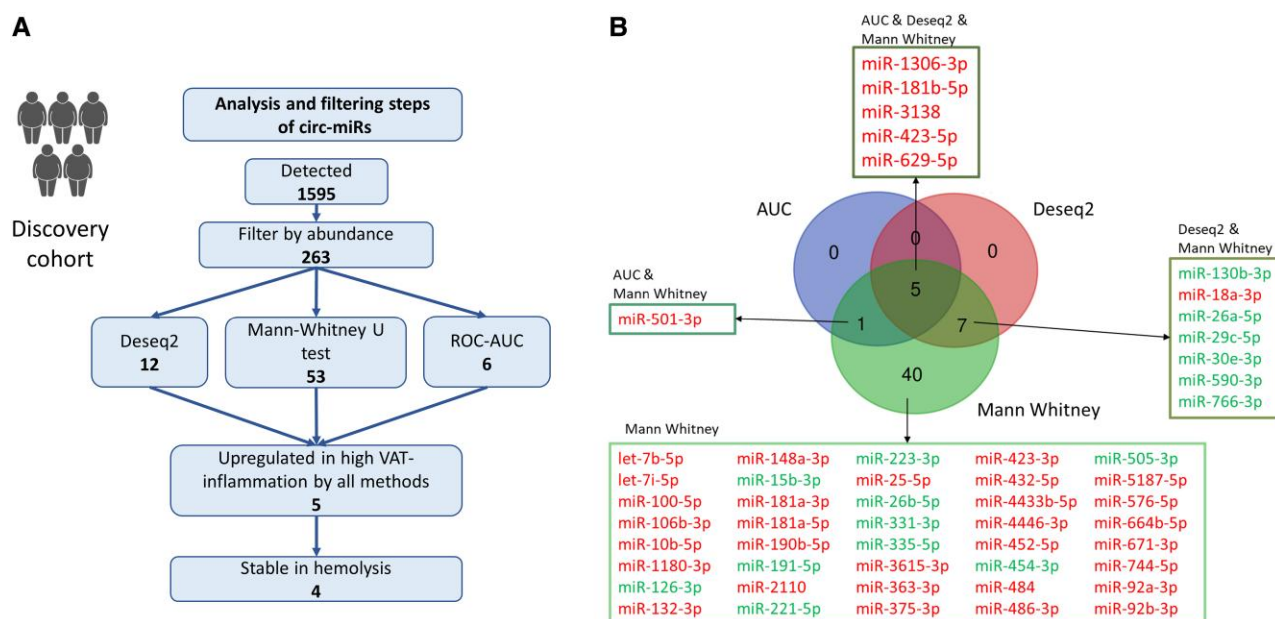 A
Analysis and filtering steps
of circ-miRs
Discovery
cohort
Detected
1595
Filter by abundance
263
Deseq2
12
Mann-Whitney U
test
53
ROC-AUC
6
Upregulated in high VAT-
inflammation by all methods
5
Stable in hemolysis
4
B
AUC & Deseq2 &
Mann Whitney
miR-1306-3p
miR-181b-5p
miR-3138
miR-423-5p
miR-629-5p
AUC
Deseq2
0
0
0
5
1
7
40
Mann Whitney
AUC &
Mann Whitney
miR-501-3p
Deseq2 &
Mann Whitney
miR-130b-3p
miR-18a-3p
miR-26a-5p
miR-29c-5p
miR-30e-3p
miR-590-3p
miR-766-3p
Mann Whitney
let-7b-5p miR-148a-3p miR-223-3p miR-423-3p miR-505-3p
let-7i-5p miR-15b-3p miR-25-5p miR-432-5p miR-5187-5p
miR-100-5p miR-181a-3p miR-26b-5p miR-4433b-5p miR-576-5p
miR-106b-3p miR-181a-5p miR-331-3p miR-4446-3p miR-664b-5p
miR-10b-5p miR-190b-5p miR-335-5p miR-452-5p miR-671-3p
miR-1180-3p miR-191-5p miR-3615-3p miR-454-3p miR-744-5p
miR-126-3p miR-2110 miR-363-3p miR-484 miR-92a-3p
miR-132-3p miR-221-5p miR-375-3p miR-486-3p miR-92b-3p